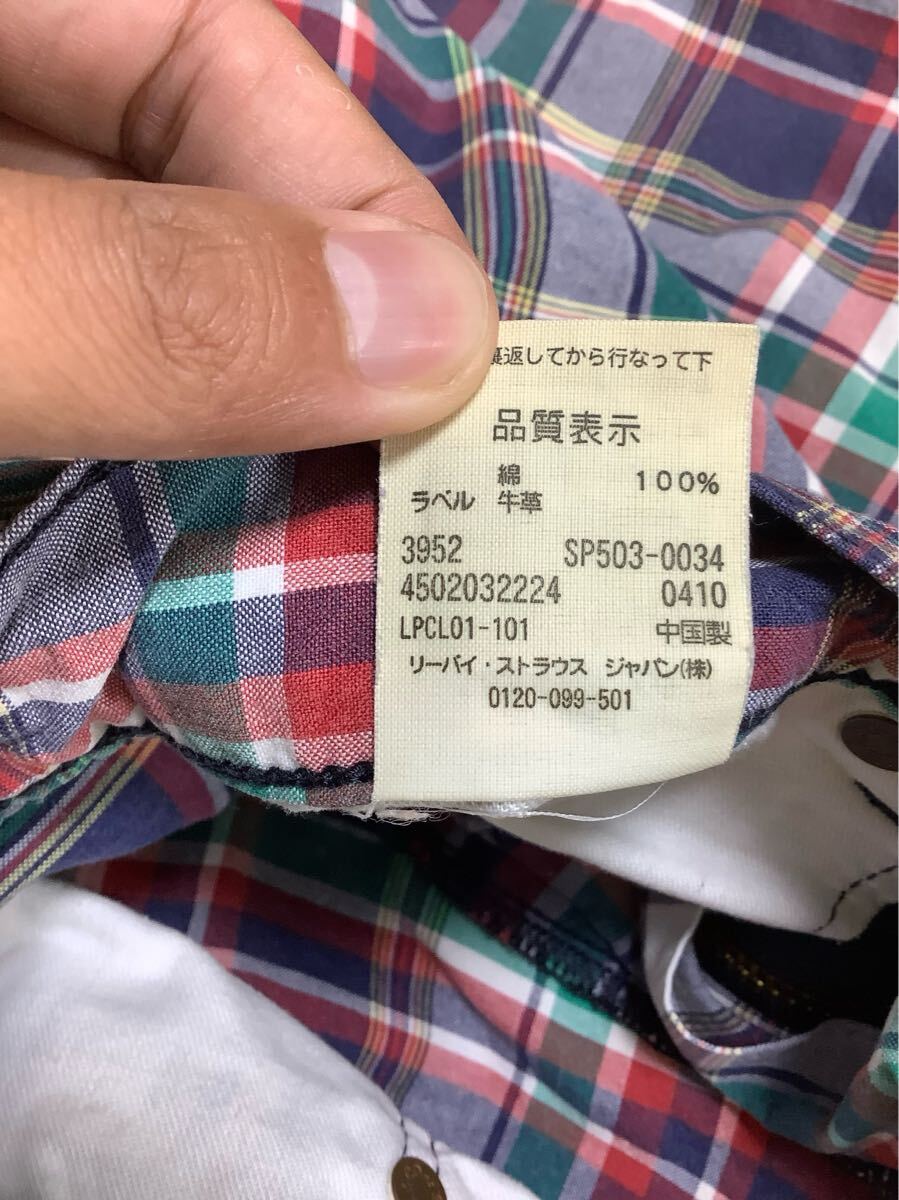 裏返してから行なって下
品質表示
綿 100%
ラベル 牛革
3952 SP503-0034
4502032224 0410
LPCL01-101 中国製
リーバイ・ストラウス ジャパン(株)
0120-099-501